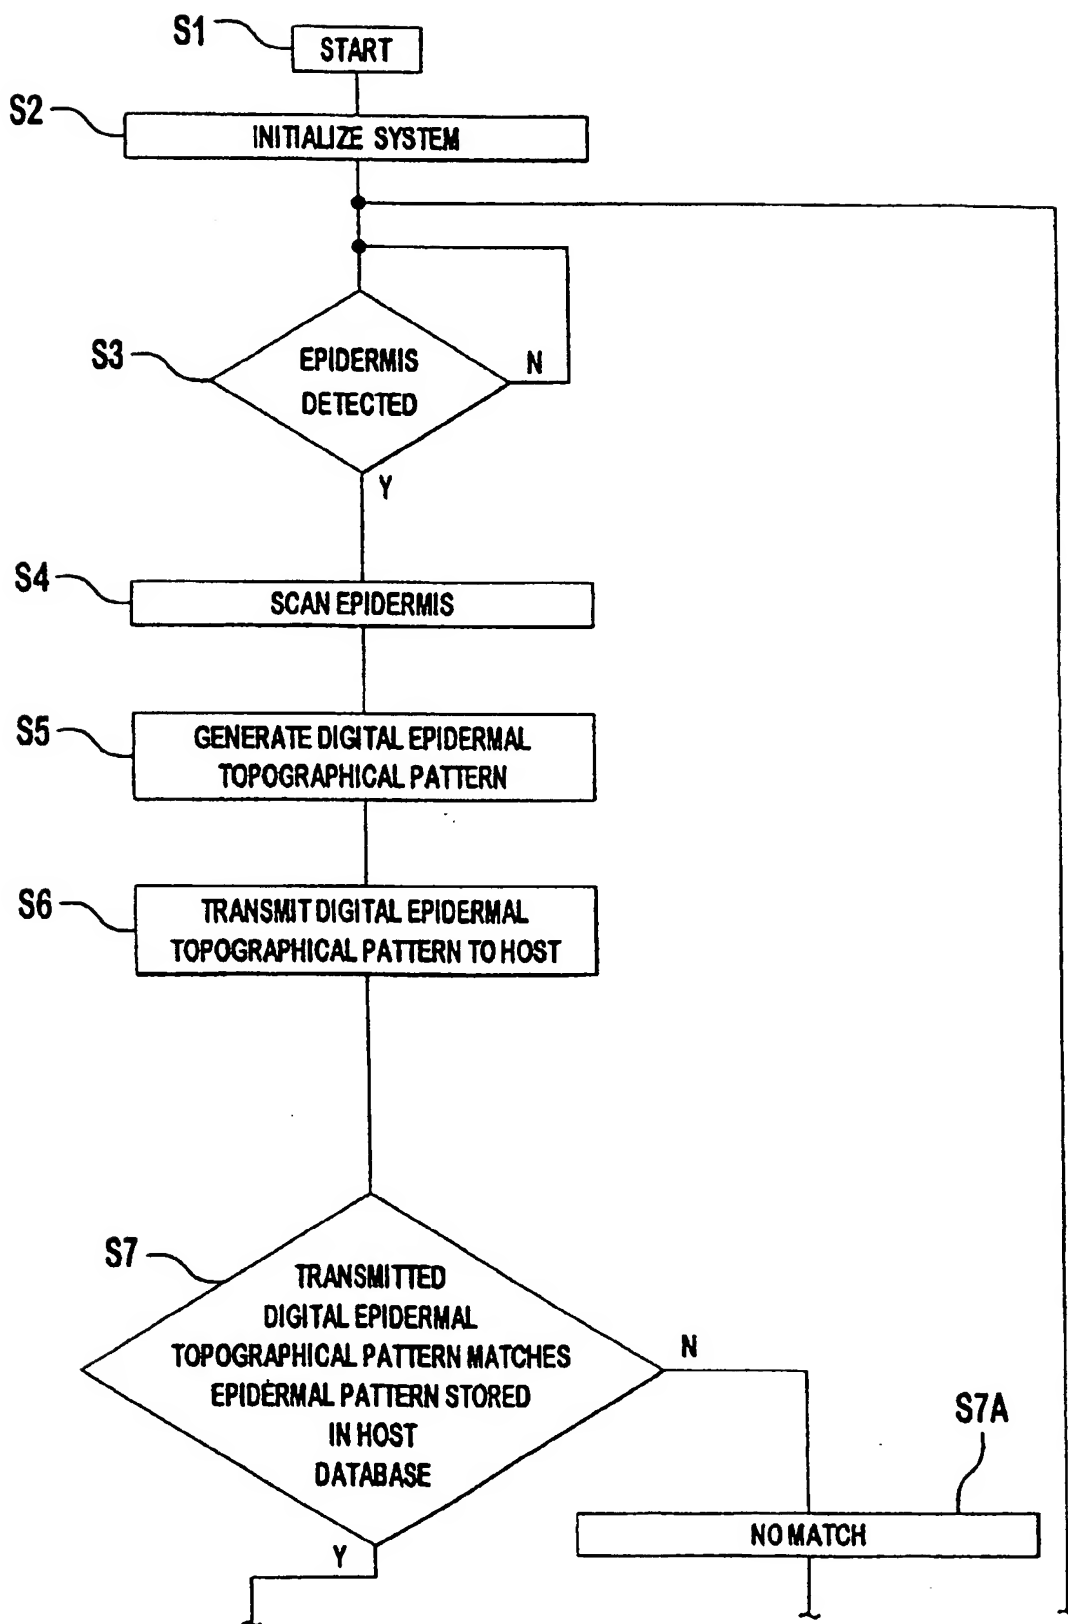 S1
START
S2
INITIALIZE SYSTEM
S3
EPIDERMIS
DETECTED
N
Y
S4
SCAN EPIDERMIS
S5
GENERATE DIGITAL EPIDERMAL
TOPOGRAPHICAL PATTERN
S6
TRANSMIT DIGITAL EPIDERMAL
TOPOGRAPHICAL PATTERN TO HOST
S7
TRANSMITTED
DIGITAL EPIDERMAL
TOPOGRAPHICAL PATTERN MATCHES
EPIDERMAL PATTERN STORED
IN HOST
DATABASE
N
S7A
NO MATCH
Y